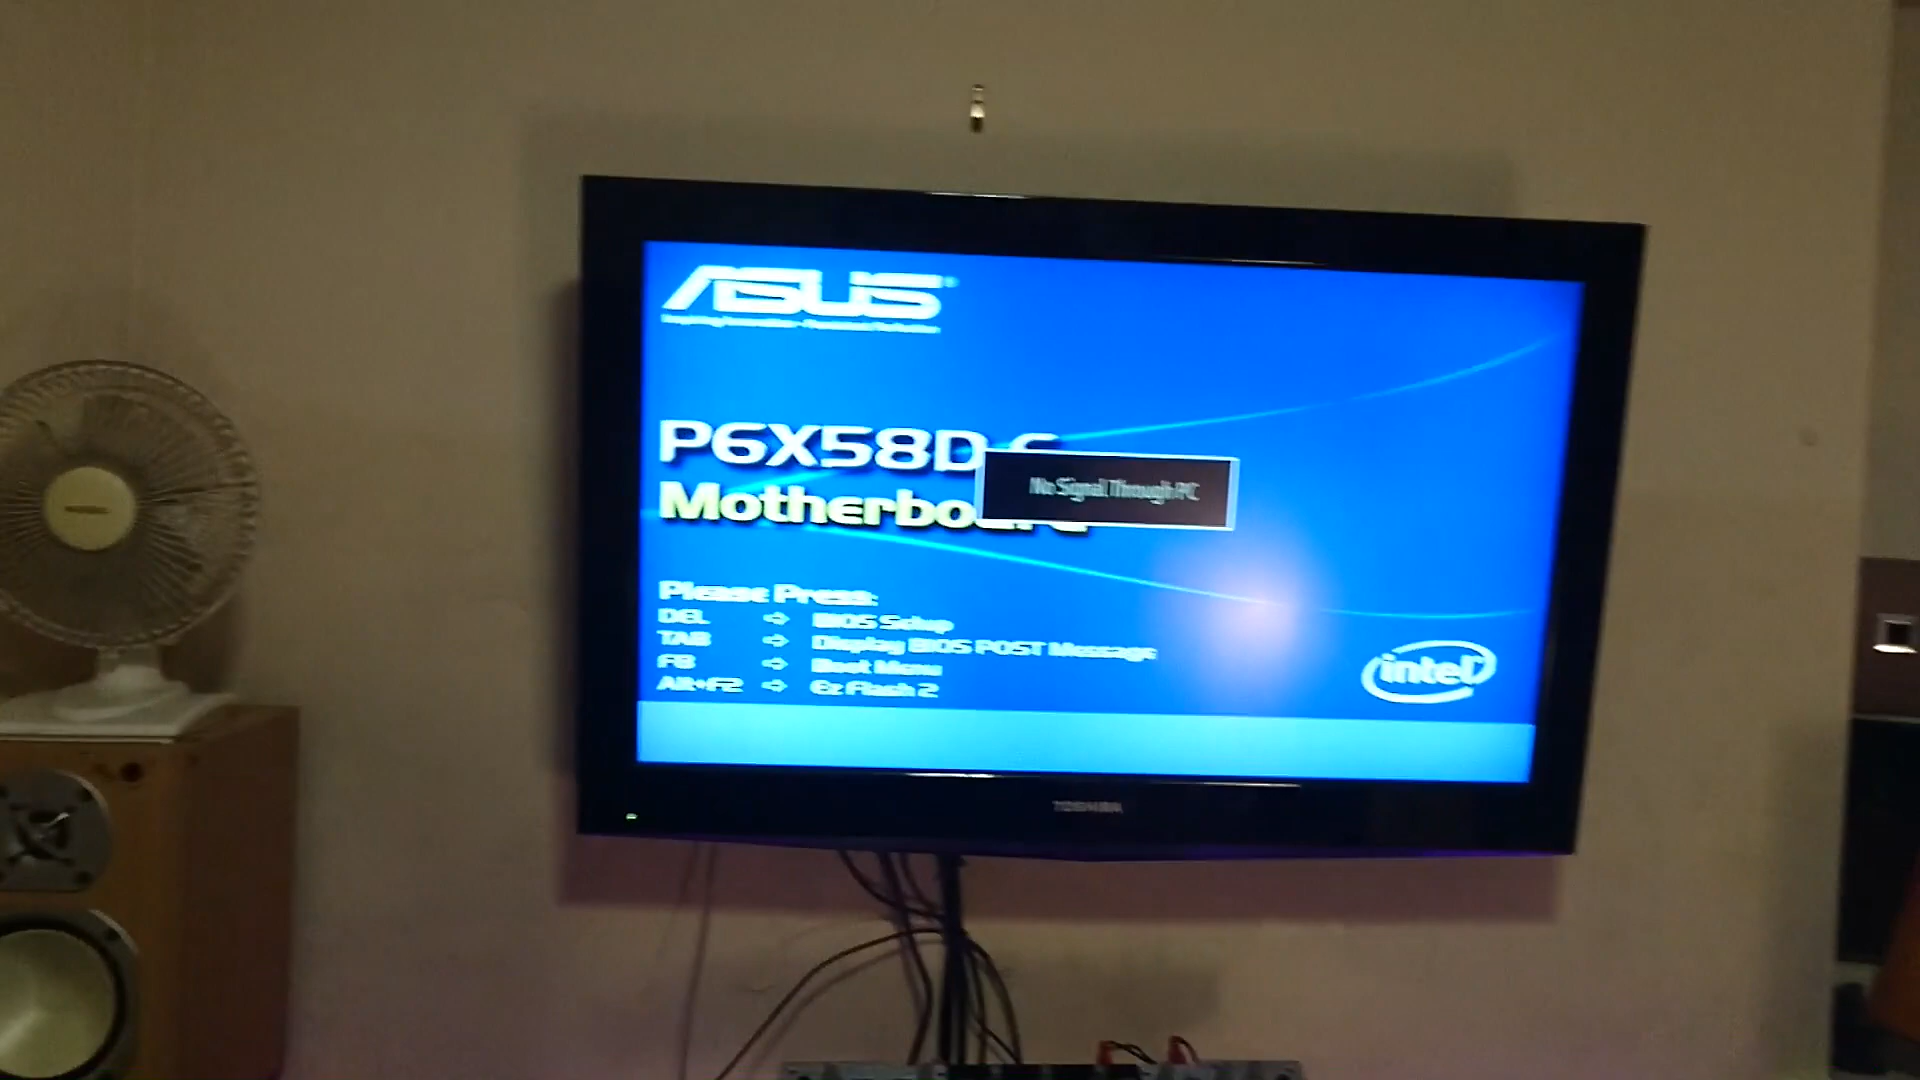 ASUS
P6X58D
No Signal Through PC
Motherboard
Please Press:
DEL ⇨ BIOS Setup
TAB ⇨ Display BIOS POST Message
F8 ⇨ Boot Menu
Alt+F2 ⇨ Ez Flash 2
intel
TOSHIBA